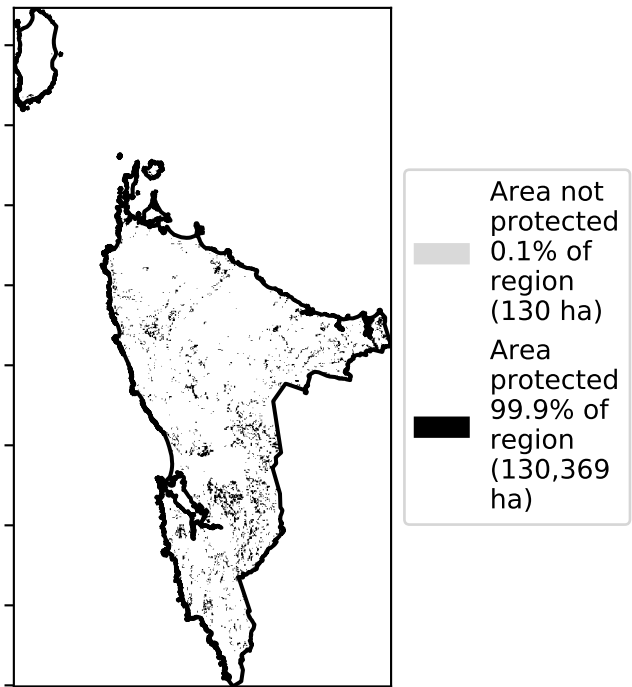 Area not
protected
0.1% of
region
(130 ha)
Area
protected
99.9% of
region
(130,369
ha)